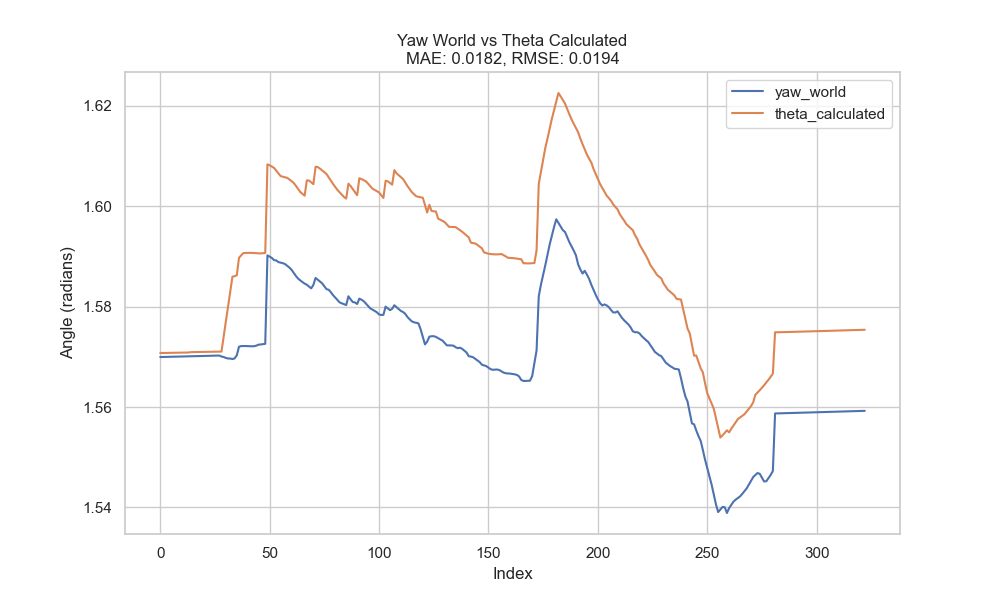 Yaw World vs Theta Calculated
MAE: 0.0182, RMSE: 0.0194
yaw_world
theta_calculated
Angle (radians)
1.62
1.60
1.58
1.56
1.54
0 50 100 150 200 250 300
Index